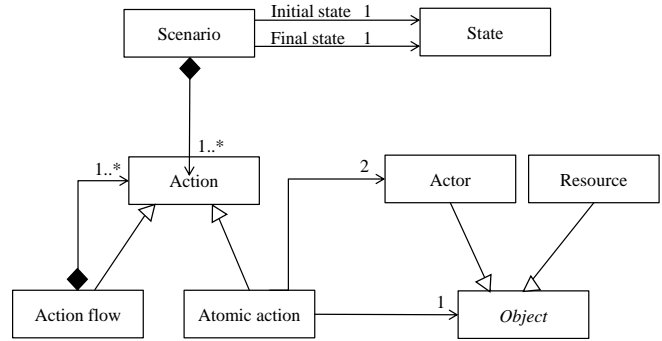 Initial state 1
Scenario
State
Final state 1
1..*
1..*
2
Action
Actor
Resource
1
Action flow
Atomic action
Object